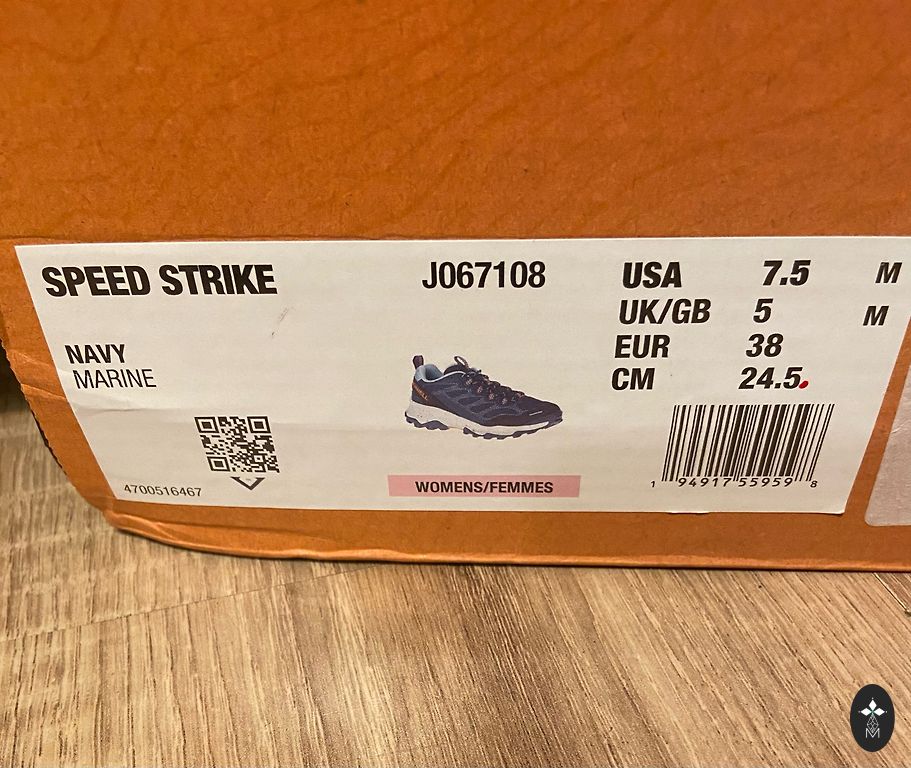 SPEED STRIKE
J067108
USA 7.5 M
UK/GB 5 M
EUR 38
CM 24.5
NAVY
MARINE
4700516467
WOMENS/FEMMES
1 94917 55959 8
M